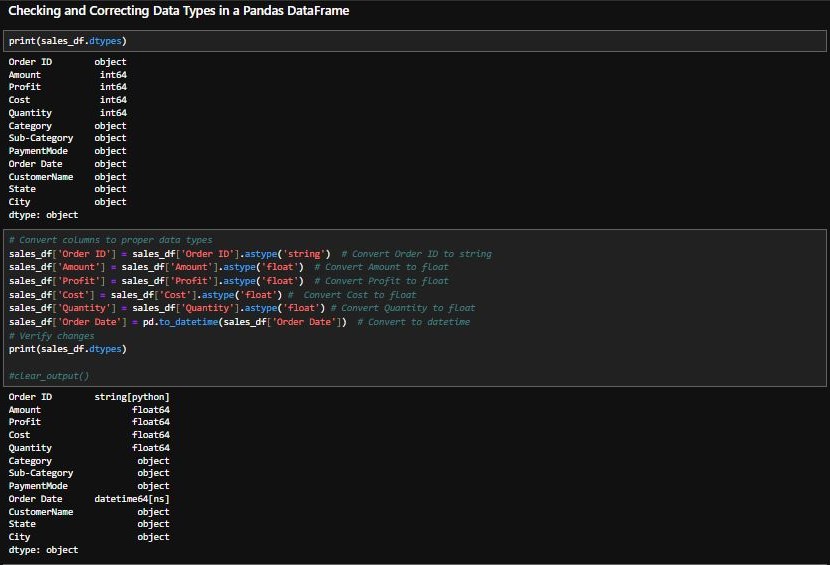 Checking and Correcting Data Types in a Pandas DataFrame
print(sales_df.dtypes)
Order ID object
Amount int64
Profit int64
Cost int64
Quantity int64
Category object
Sub-Category object
PaymentMode object
Order Date object
CustomerName object
State object
City object
dtype: object
# Convert columns to proper data types
sales_df['Order ID'] = sales_df['Order ID'].astype('string')  # Convert Order ID to string
sales_df['Amount'] = sales_df['Amount'].astype('float')  # Convert Amount to float
sales_df['Profit'] = sales_df['Profit'].astype('float')  # Convert Profit to float
sales_df['Cost'] = sales_df['Cost'].astype('float') #  Convert Cost to float
sales_df['Quantity'] = sales_df['Quantity'].astype('float') # Convert Quantity to float
sales_df['Order Date'] = pd.to_datetime(sales_df['Order Date'])  # Convert to datetime
# Verify changes
print(sales_df.dtypes)
#clear_output()
Order ID string[python]
Amount float64
Profit float64
Cost float64
Quantity float64
Category object
Sub-Category object
PaymentMode object
Order Date datetime64[ns]
CustomerName object
State object
City object
dtype: object